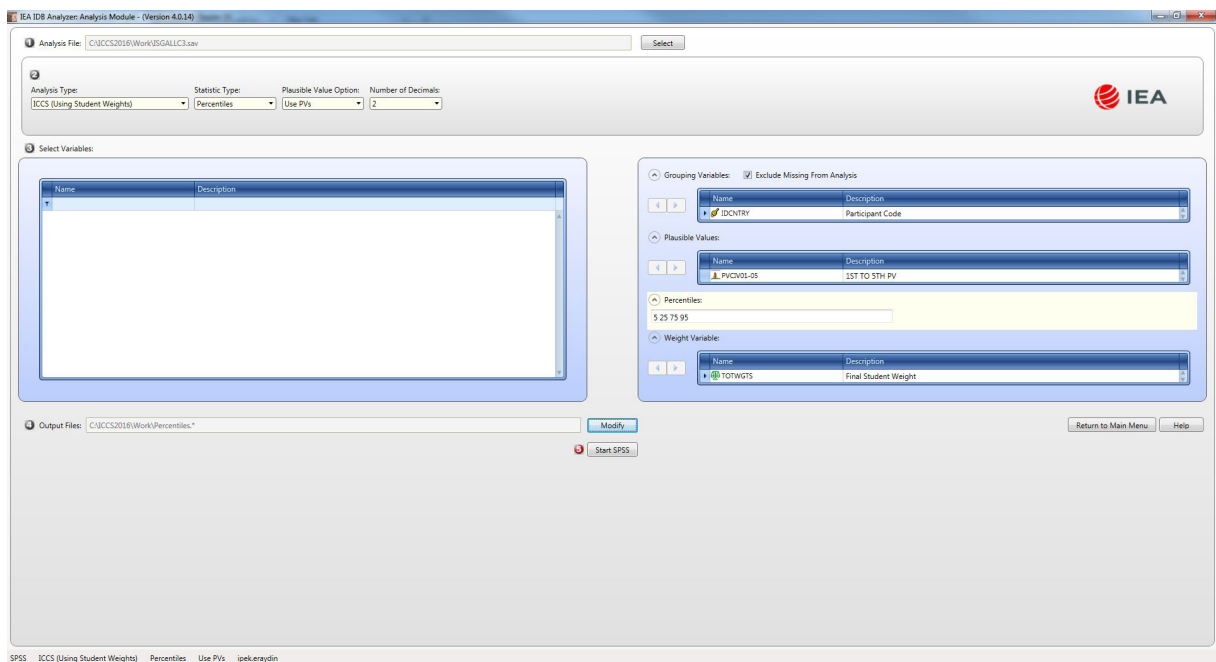 IEA IDB Analyzer: Analysis Module - (Version 4.0.14)
1 Analysis File: C:\ICCS2016\Work\ISGALLC3.sav Select
2
Analysis Type: Statistic Type: Plausible Value Option: Number of Decimals:
ICCS (Using Student Weights) Percentiles Use PVs 2
IEA
3 Select Variables:
Name Description
Grouping Variables: Exclude Missing From Analysis
Name Description
IDCNTRY Participant Code
Plausible Values:
Name Description
PVCIV01-05 1ST TO 5TH PV
Percentiles:
5 25 75 95
Weight Variable:
Name Description
TOTWGTS Final Student Weight
4 Output Files: C:\ICCS2016\Work\Percentiles.* Modify Return to Main Menu Help
5 Start SPSS
SPSS ICCS (Using Student Weights) Percentiles Use PVs ipek.eraydin